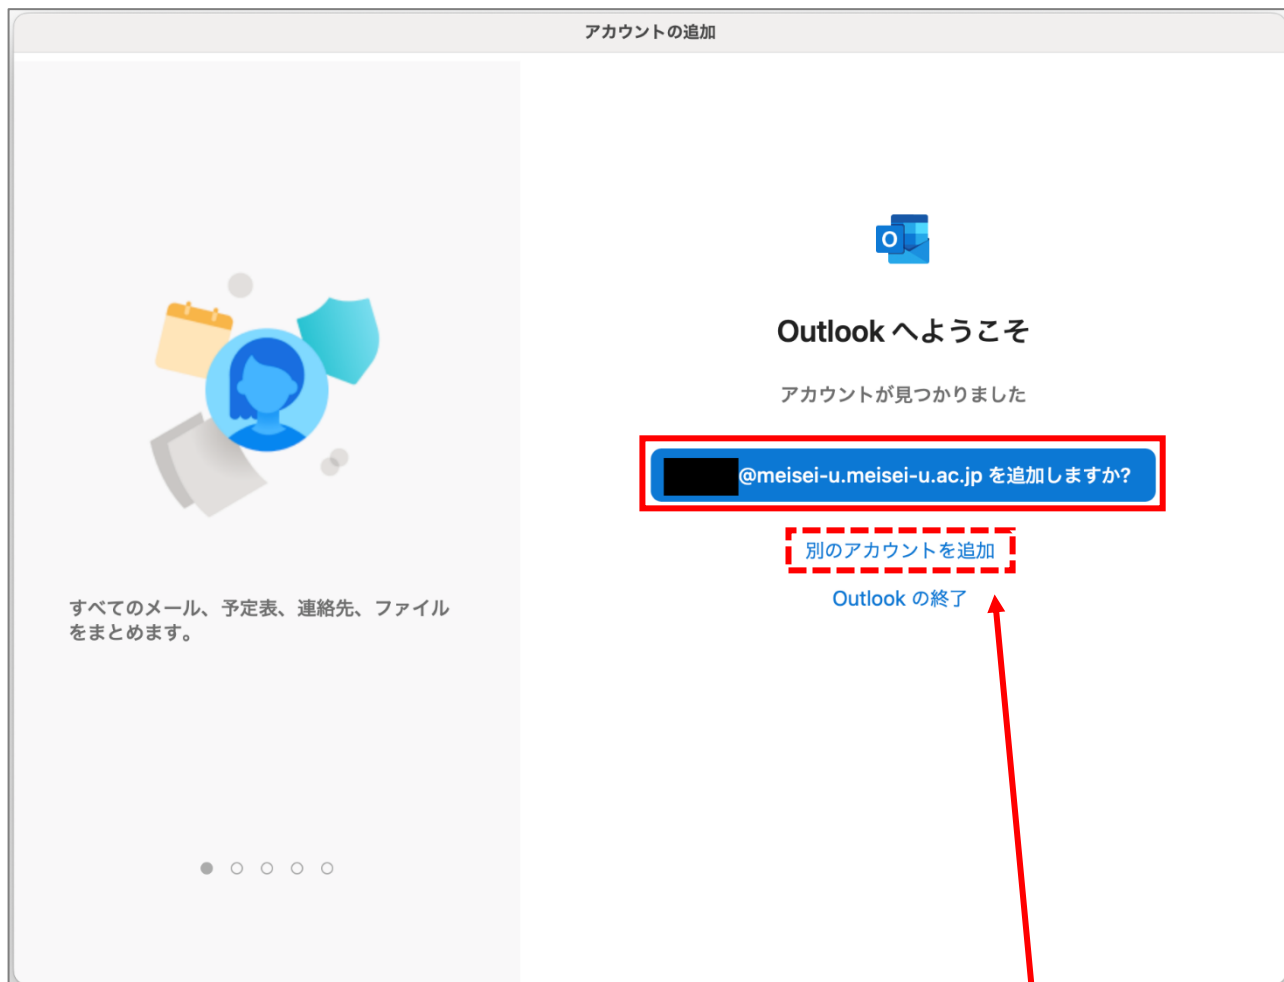 アカウントの追加
O
Outlook へようこそ
アカウントが見つかりました
@meisei-u.meisei-u.ac.jp を追加しますか?
別のアカウントを追加
Outlook の終了
すべてのメール、予定表、連絡先、ファイル
をまとめます。